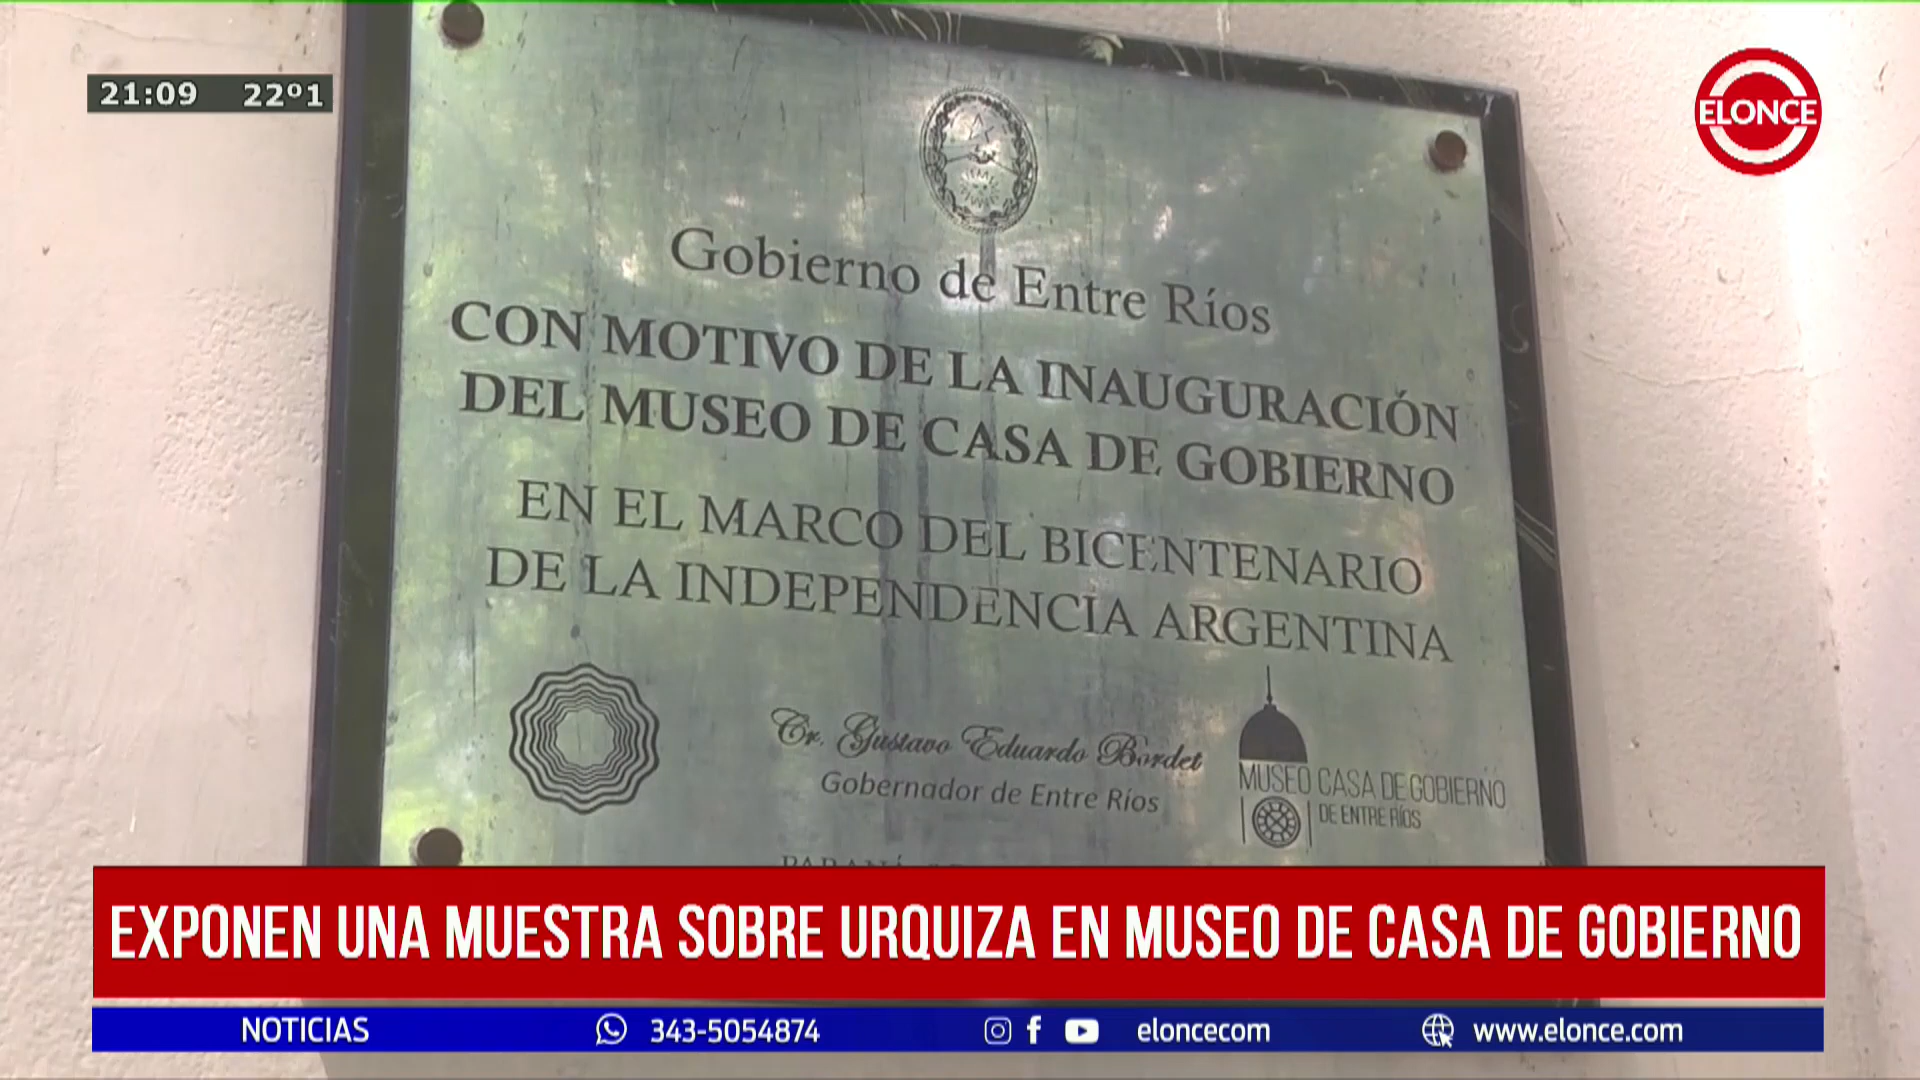 21:09 22º1
ELONCE
Gobierno de Entre Ríos
CON MOTIVO DE LA INAUGURACIÓN
DEL MUSEO DE CASA DE GOBIERNO
EN EL MARCO DEL BICENTENARIO
DE LA INDEPENDENCIA ARGENTINA
Cr. Gustavo Eduardo Bordet
Gobernador de Entre Ríos
MUSEO CASA DE GOBIERNO
DE ENTRE RÍOS
EXPONEN UNA MUESTRA SOBRE URQUIZA EN MUSEO DE CASA DE GOBIERNO
NOTICIAS 343-5054874 eloncecom www.elonce.com